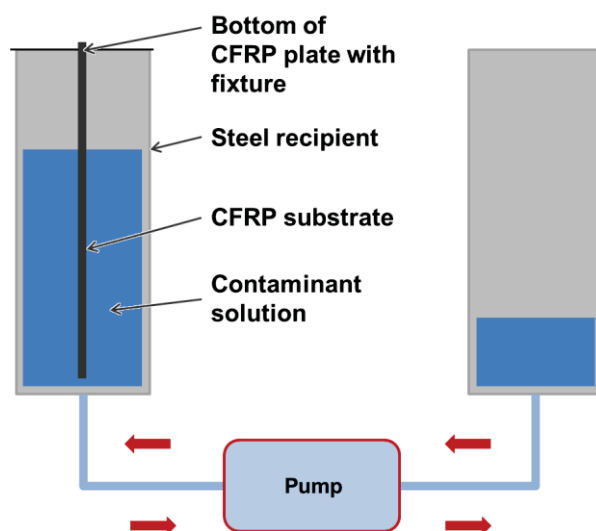 Bottom of
CFRP plate with
fixture
Steel recipient
CFRP substrate
Contaminant
solution
Pump